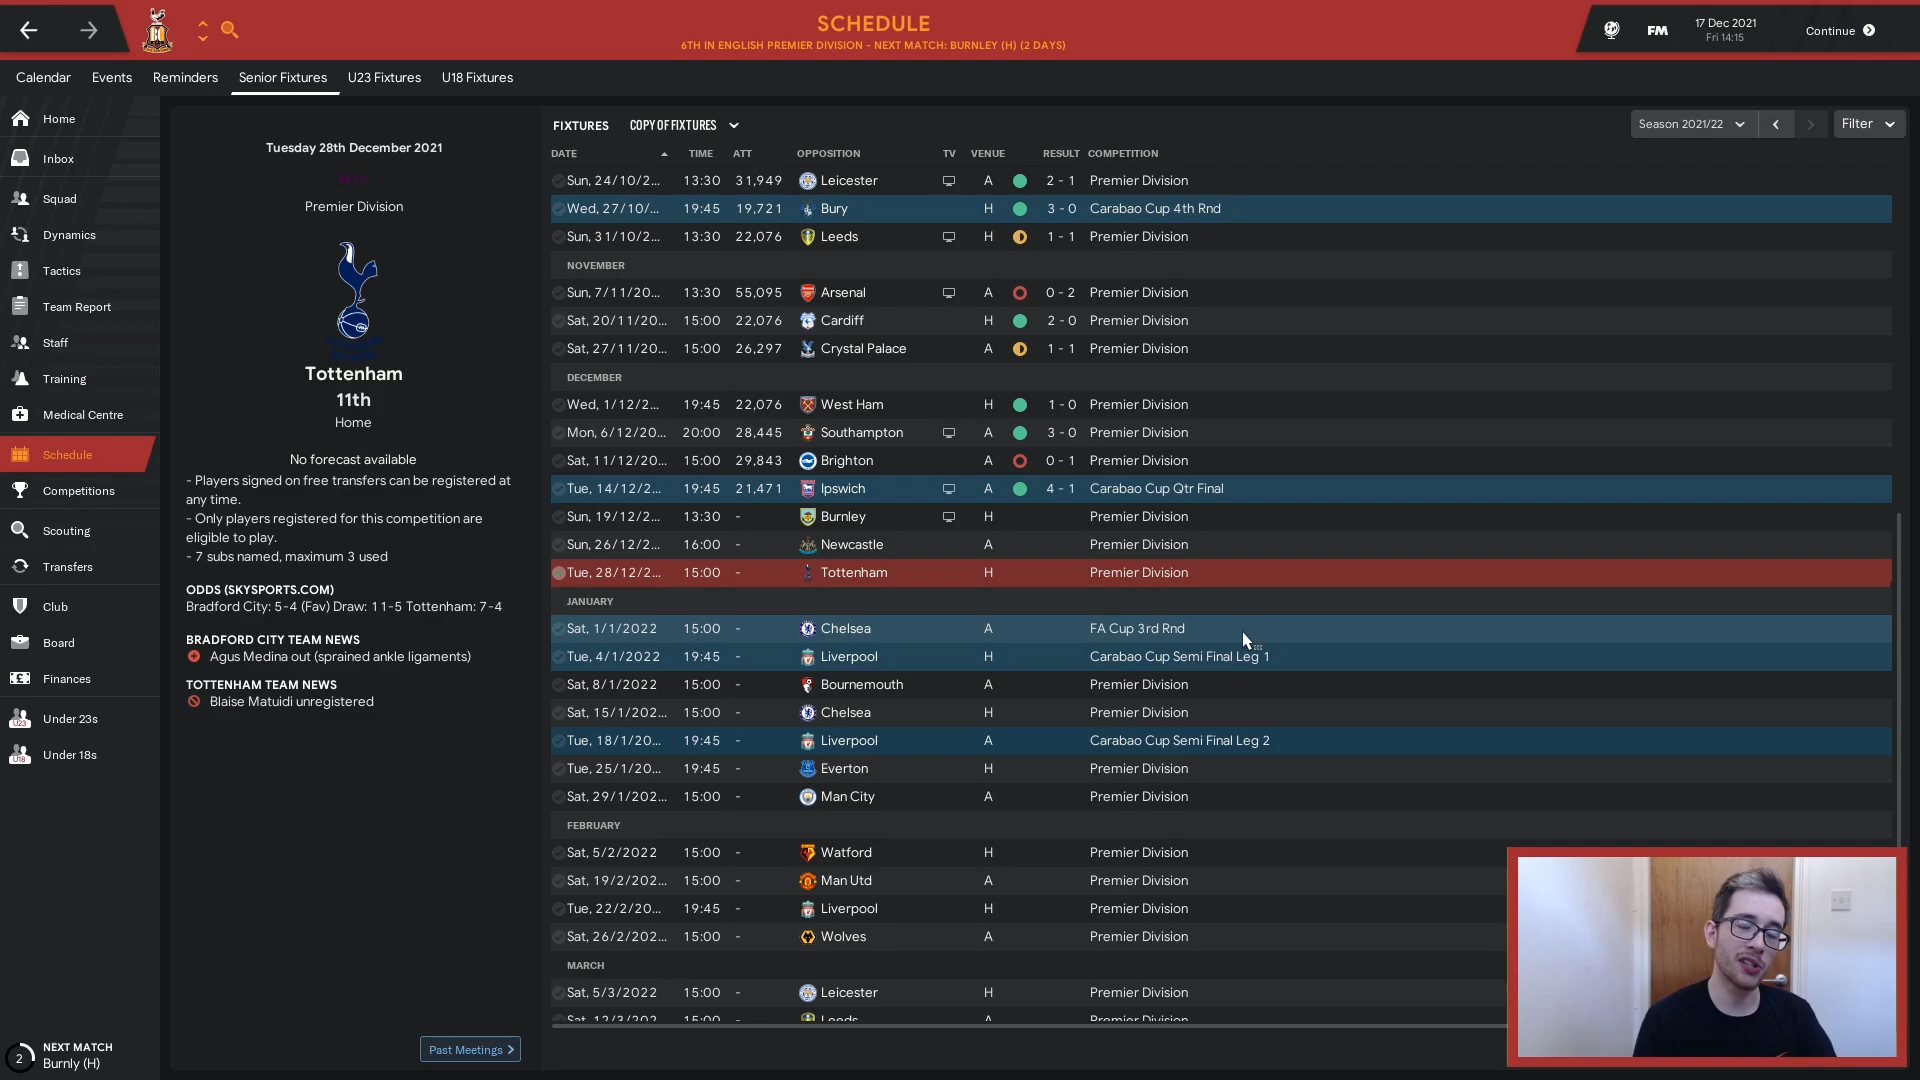 SCHEDULE
6TH IN ENGLISH PREMIER DIVISION - NEXT MATCH: BURNLEY (H) (2 DAYS)
FM
17 Dec 2021
Fri 14:15
Continue
Calendar Events Reminders Senior Fixtures U23 Fixtures U18 Fixtures
Home
Inbox
Squad
Dynamics
Tactics
Team Report
Staff
Training
Medical Centre
Schedule
Competitions
Scouting
Transfers
Club
Board
Finances
U23 Under 23s
U18 Under 18s
2
NEXT MATCH
Burnly (H)
Tuesday 28th December 2021
Premier Division
Tottenham
11th
Home
No forecast available
- Players signed on free transfers can be registered at
any time.
- Only players registered for this competition are
eligible to play.
- 7 subs named, maximum 3 used
ODDS (SKYSPORTS.COM)
Bradford City: 5-4 (Fav) Draw: 11-5 Tottenham: 7-4
BRADFORD CITY TEAM NEWS
Agus Medina out (sprained ankle ligaments)
TOTTENHAM TEAM NEWS
Blaise Matuidi unregistered
Past Meetings
FIXTURES COPY OF FIXTURES
Season 2021/22
Filter
DATE TIME ATT OPPOSITION TV VENUE RESULT COMPETITION
Sun, 24/10/2... 13:30 31,949 Leicester A 2 - 1 Premier Division
Wed, 27/10/... 19:45 19,721 Bury H 3 - 0 Carabao Cup 4th Rnd
Sun, 31/10/2... 13:30 22,076 Leeds H 1 - 1 Premier Division
NOVEMBER
Sun, 7/11/20... 13:30 55,095 Arsenal A 0 - 2 Premier Division
Sat, 20/11/20... 15:00 22,076 Cardiff H 2 - 0 Premier Division
Sat, 27/11/20... 15:00 26,297 Crystal Palace A 1 - 1 Premier Division
DECEMBER
Wed, 1/12/2... 19:45 22,076 West Ham H 1 - 0 Premier Division
Mon, 6/12/20... 20:00 28,445 Southampton A 3 - 0 Premier Division
Sat, 11/12/20... 15:00 29,843 Brighton A 0 - 1 Premier Division
Tue, 14/12/2... 19:45 21,471 Ipswich A 4 - 1 Carabao Cup Qtr Final
Sun, 19/12/2... 13:30 - Burnley H Premier Division
Sun, 26/12/2... 16:00 - Newcastle A Premier Division
Tue, 28/12/2... 15:00 - Tottenham H Premier Division
JANUARY
Sat, 1/1/2022 15:00 - Chelsea A FA Cup 3rd Rnd
Tue, 4/1/2022 19:45 - Liverpool H Carabao Cup Semi Final Leg 1
Sat, 8/1/2022 15:00 - Bournemouth A Premier Division
Sat, 15/1/202... 15:00 - Chelsea H Premier Division
Tue, 18/1/20... 19:45 - Liverpool A Carabao Cup Semi Final Leg 2
Tue, 25/1/20... 19:45 - Everton H Premier Division
Sat, 29/1/202... 15:00 - Man City A Premier Division
FEBRUARY
Sat, 5/2/2022 15:00 - Watford H Premier Division
Sat, 19/2/202... 15:00 - Man Utd A Premier Division
Tue, 22/2/20... 19:45 - Liverpool H Premier Division
Sat, 26/2/202... 15:00 - Wolves A Premier Division
MARCH
Sat, 5/3/2022 15:00 - Leicester H Premier Division
Sat, 12/3/202... 15:00 - Leeds A Premier Division